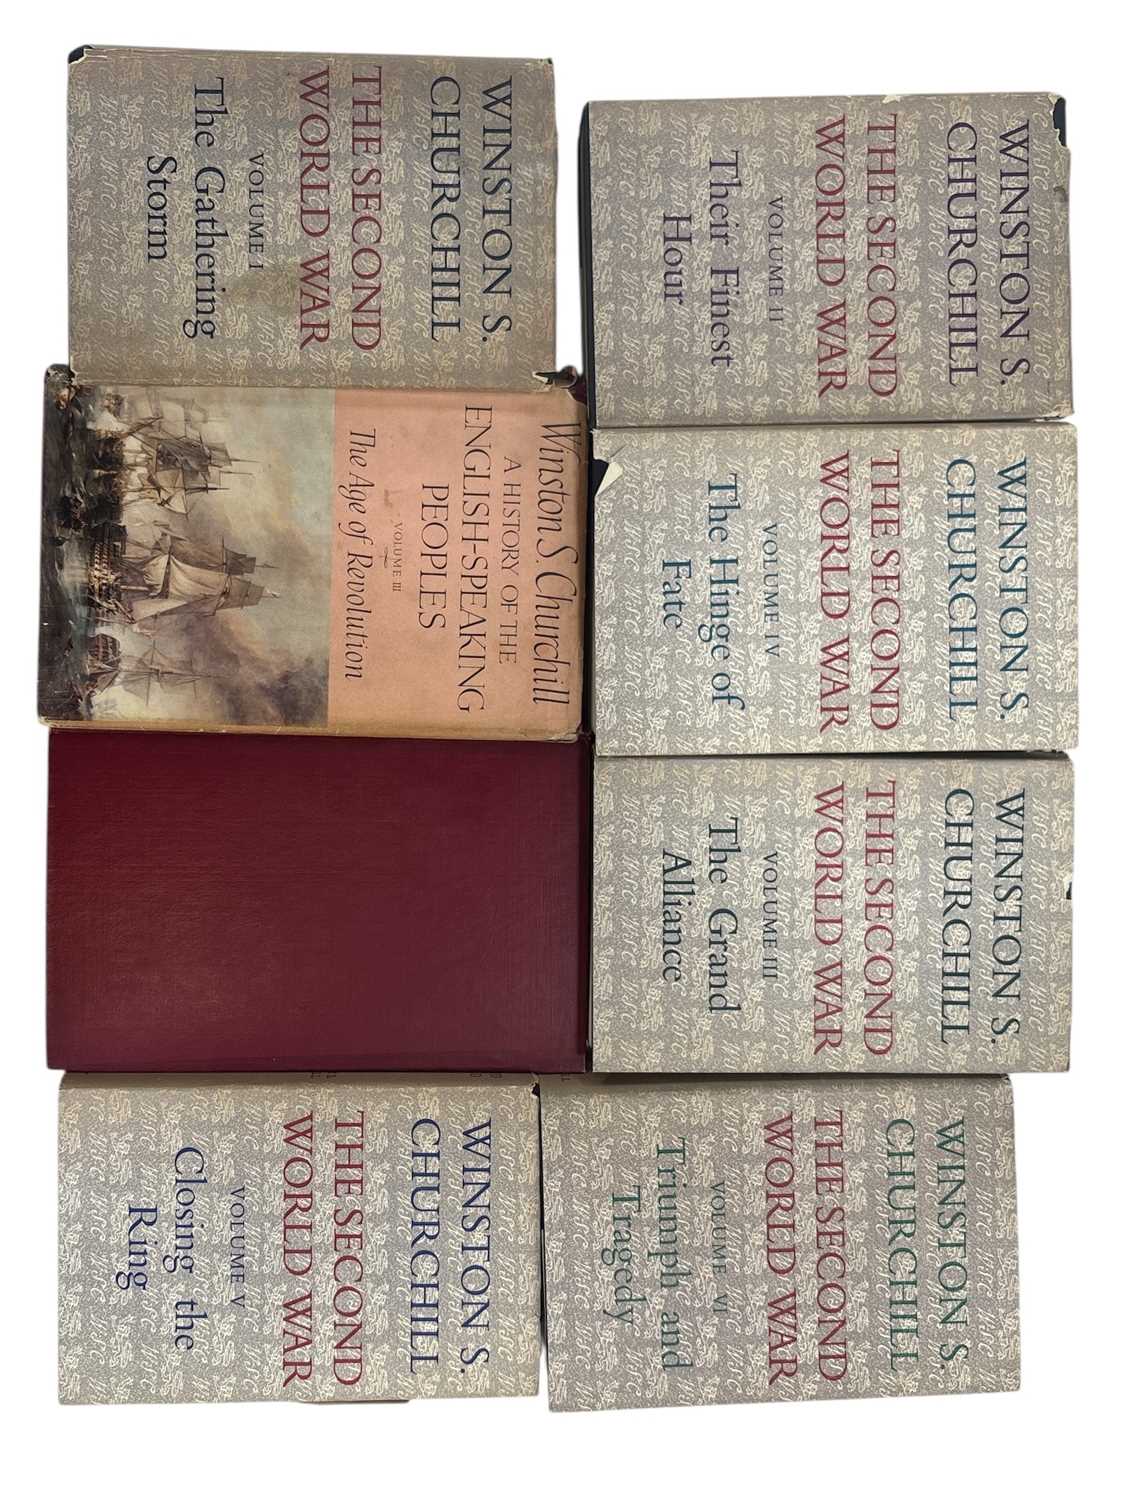 WINSTON S.
CHURCHILL
THE SECOND
WORLD WAR
VOLUME I
The Gathering
Storm
WINSTON S.
CHURCHILL
THE SECOND
WORLD WAR
VOLUME II
Their Finest
Hour
Winston S. Churchill
A HISTORY OF THE
ENGLISH-SPEAKING
PEOPLES
VOLUME III
The Age of Revolution
WINSTON S.
CHURCHILL
THE SECOND
WORLD WAR
VOLUME IV
The Hinge of
Fate
WINSTON S.
CHURCHILL
THE SECOND
WORLD WAR
VOLUME III
The Grand
Alliance
WINSTON S.
CHURCHILL
THE SECOND
WORLD WAR
VOLUME V
Closing the
Ring
WINSTON S.
CHURCHILL
THE SECOND
WORLD WAR
VOLUME VI
Triumph and
Tragedy